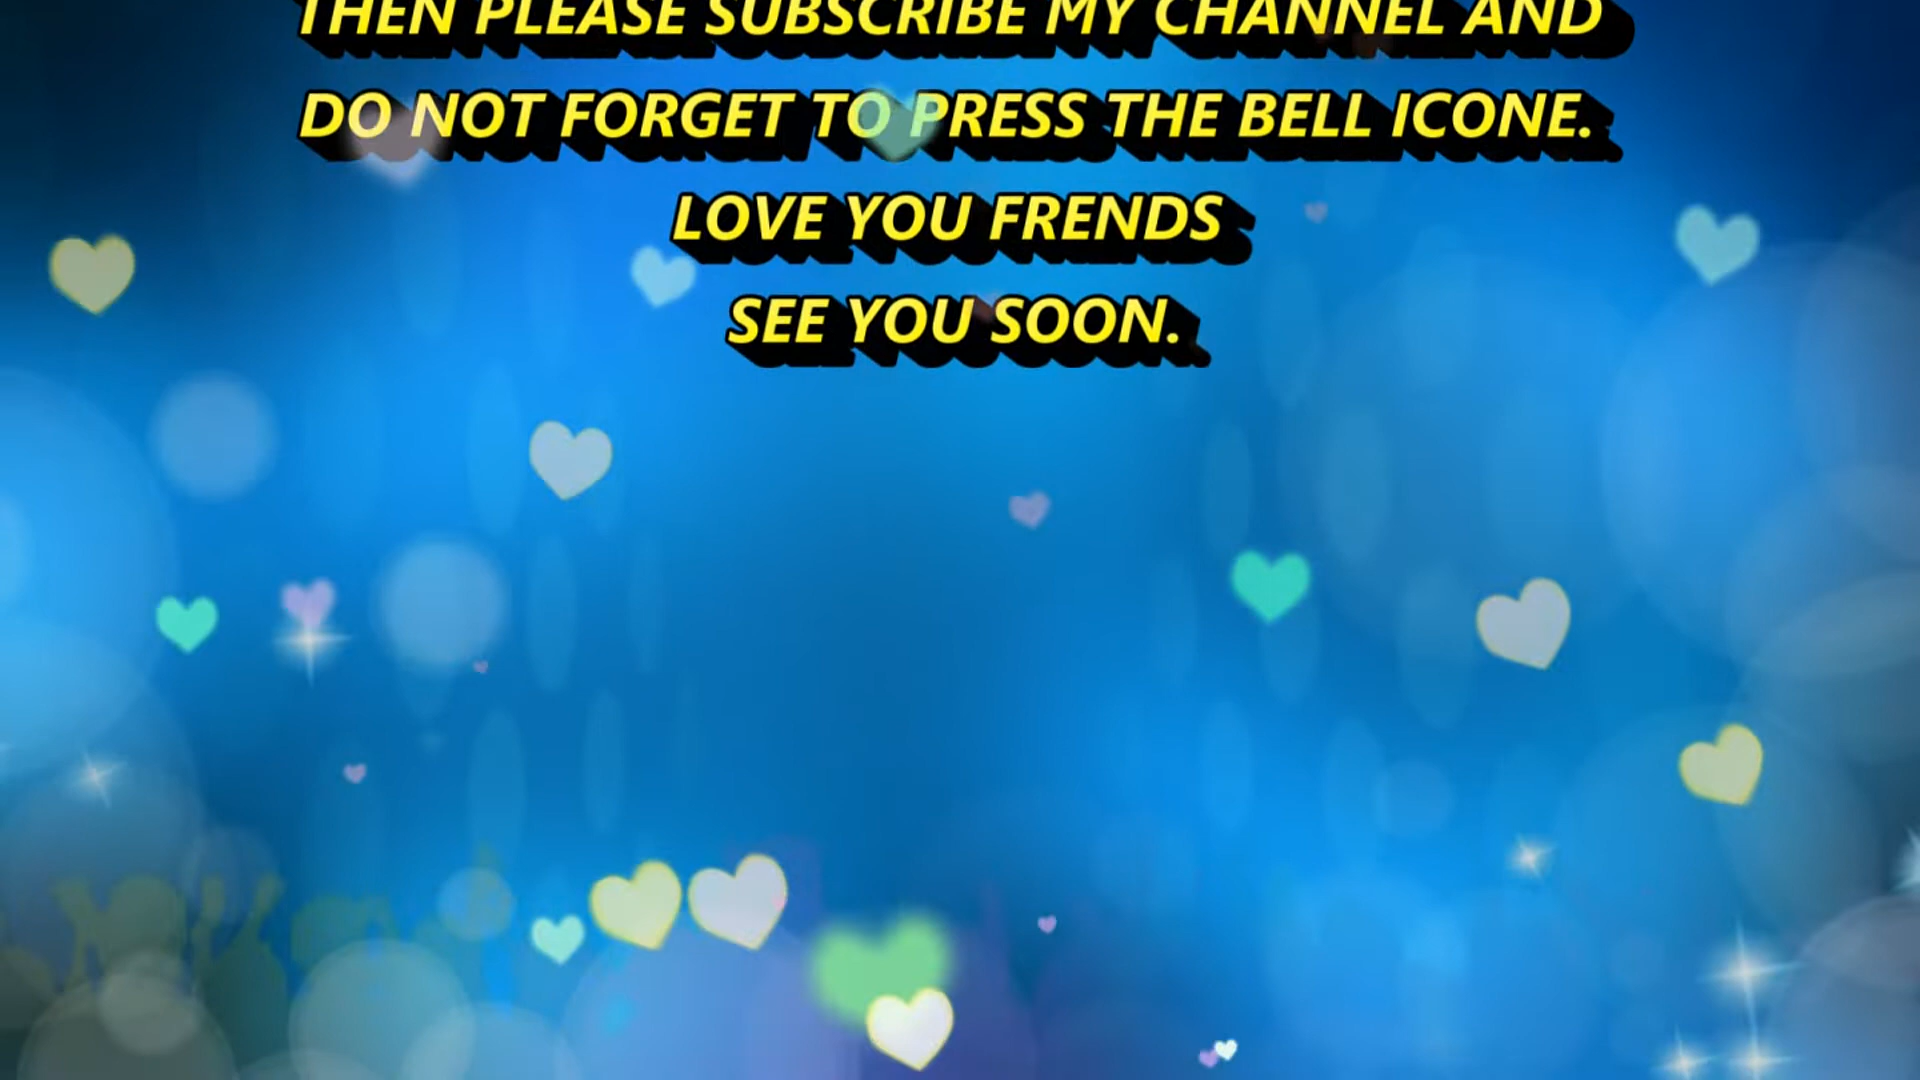 THEN PLEASE SUBSCRIBE MY CHANNEL AND
DO NOT FORGET TO PRESS THE BELL ICONE.
LOVE YOU FRENDS
SEE YOU SOON.